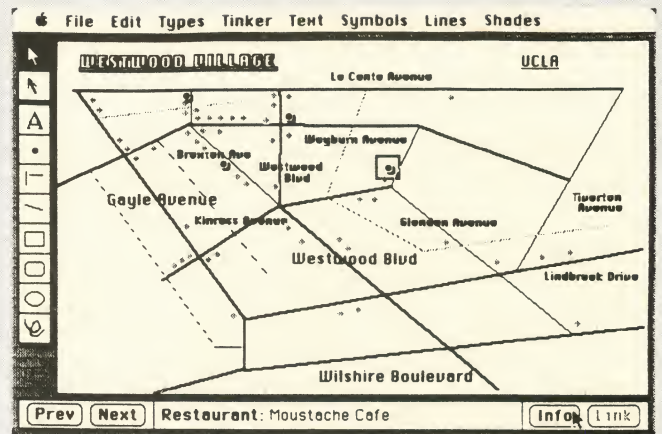 File Edit Types Tinker Text Symbols Lines Shades
WESTWOOD VILLAGE
UCLA
Le Conte Avenue
A
Weyburn Avenue
Broxton Ave
Westwood
Blvd
Gayle Avenue
Tiverton
Avenue
Kinross Avenue
Glendon Avenue
Westwood Blvd
Lindbrook Drive
Wilshire Boulevard
Prev Next Restaurant: Moustache Cafe Info Link